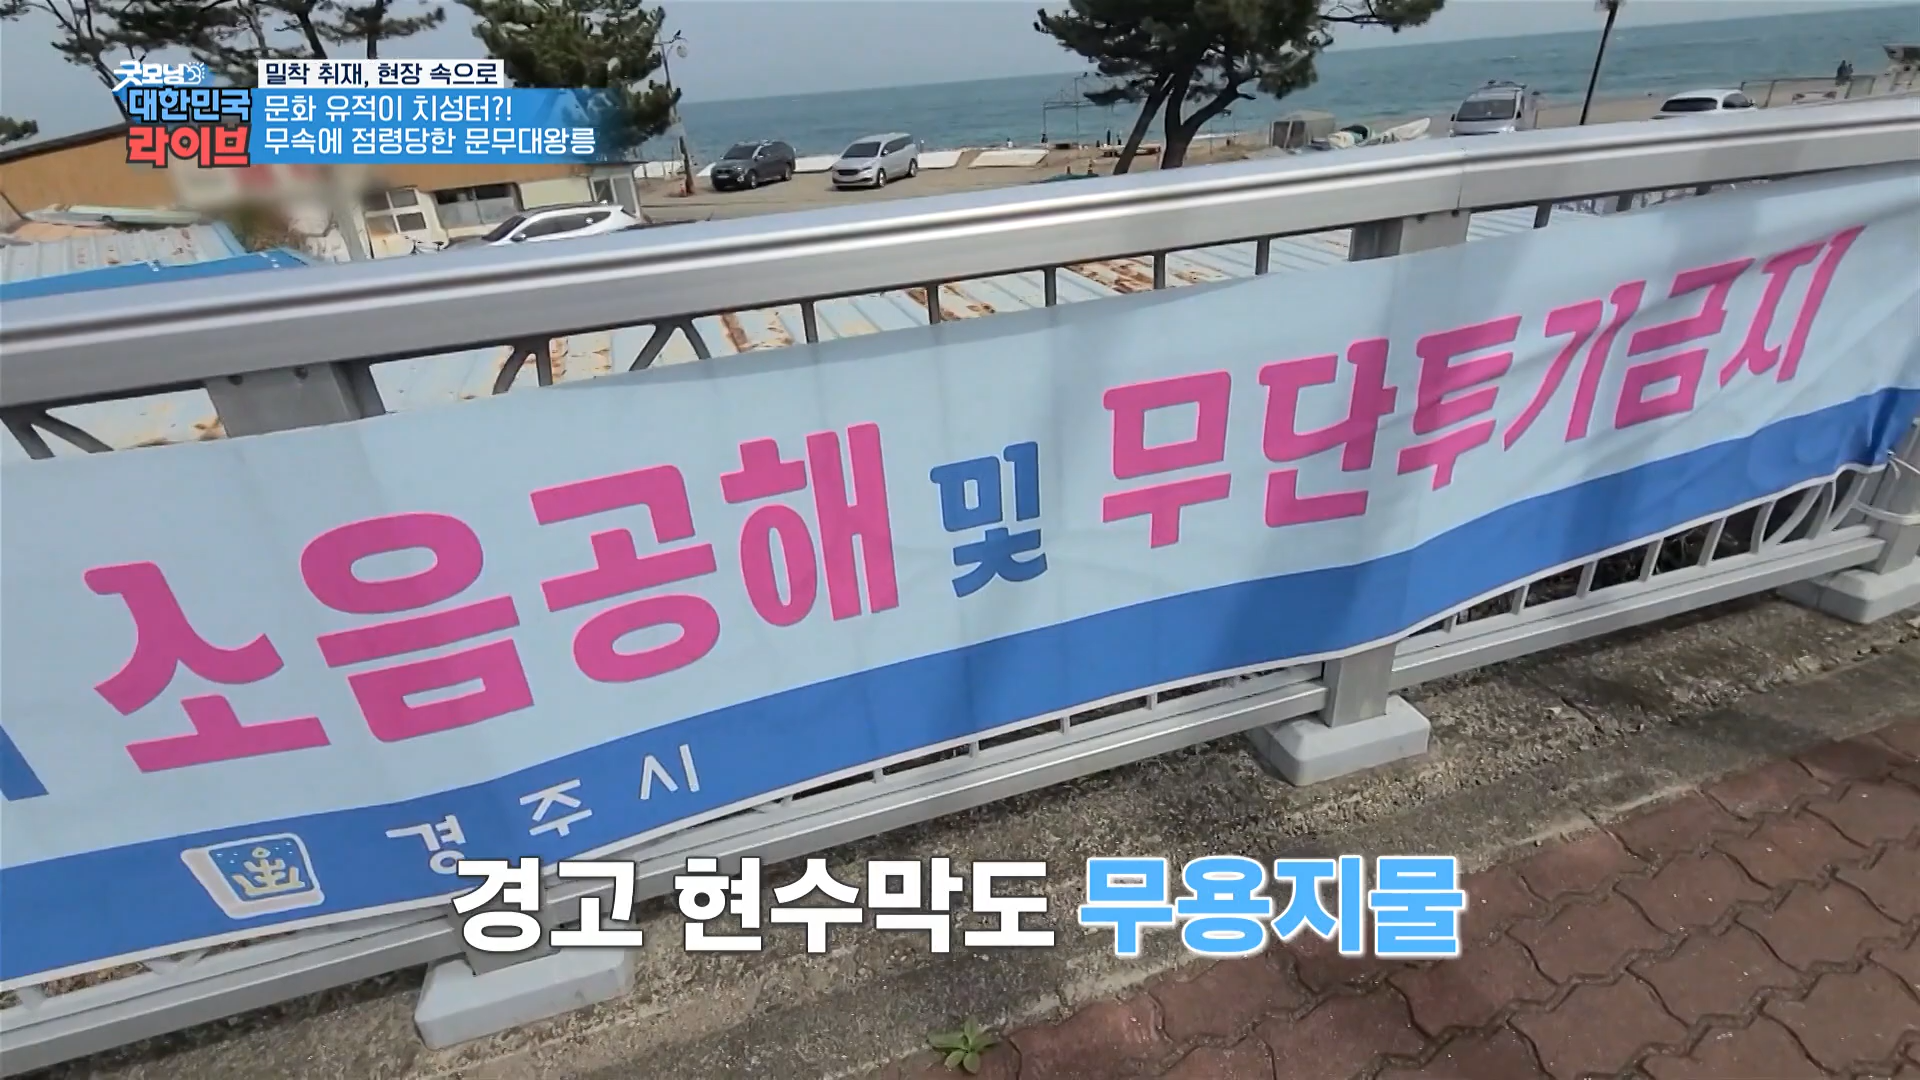 굿모닝
대한민국
라이브
밀착 취재, 현장 속으로
문화 유적이 치성터?!
무속에 점령당한 문무대왕릉
소음공해 및 무단투기금지
경주시
경고 현수막도 무용지물